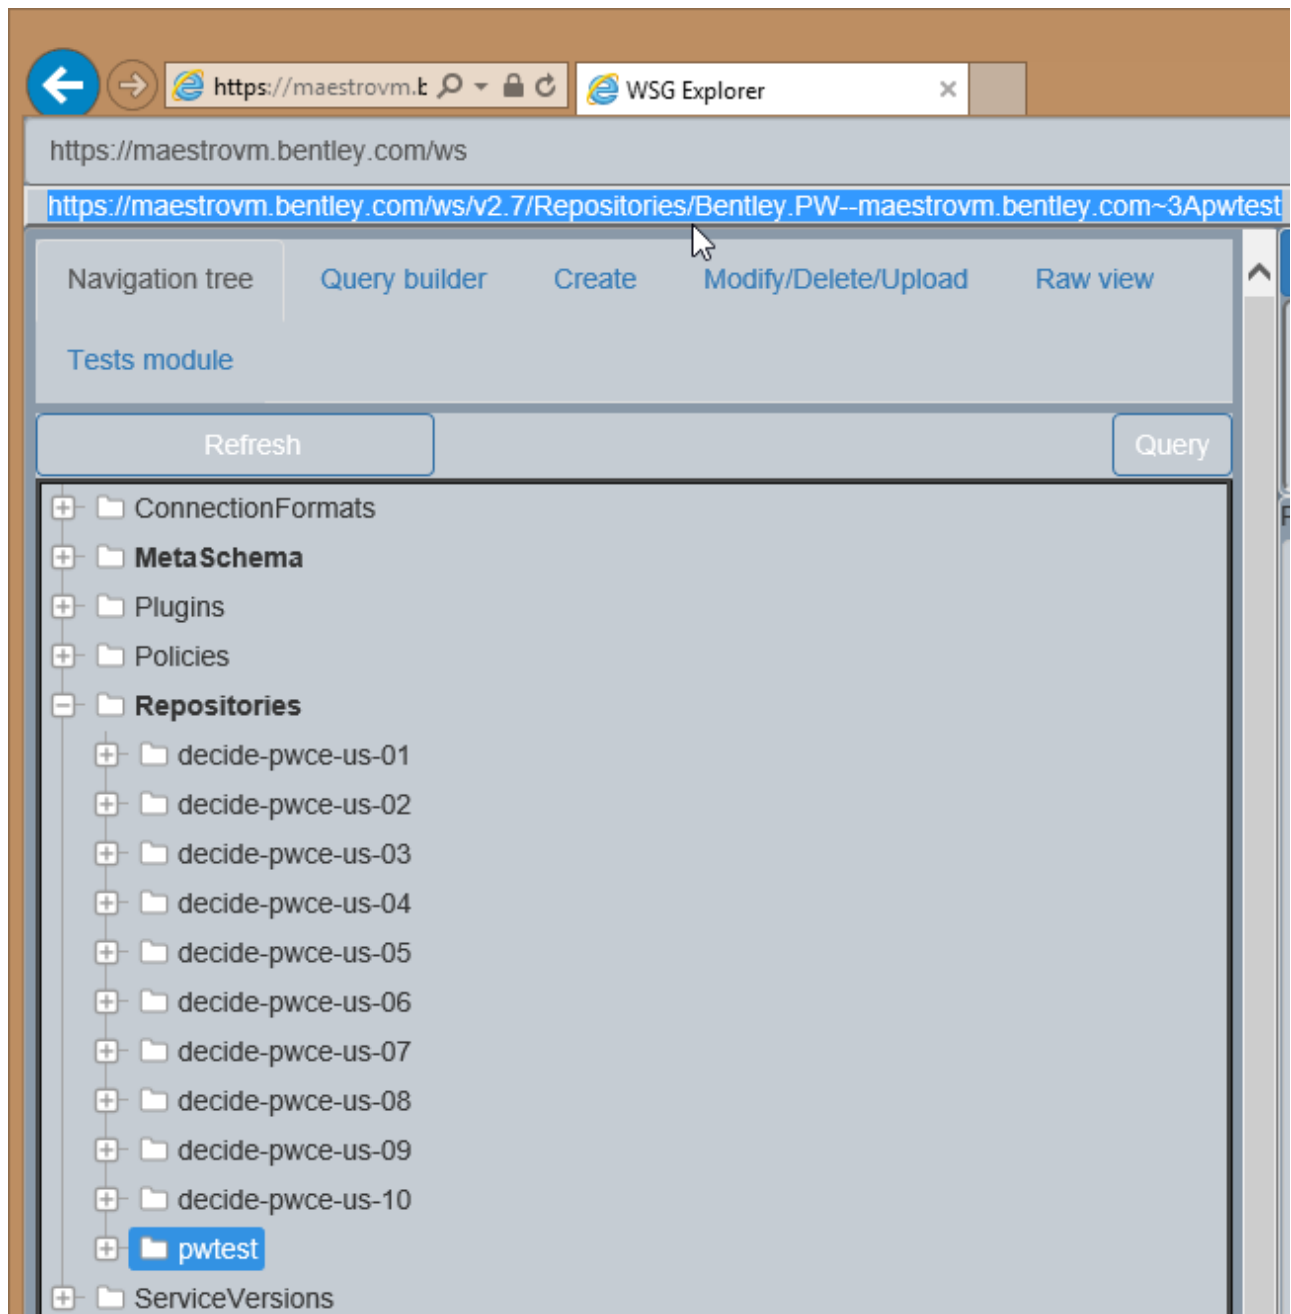 https://maestrovm.b WSG Explorer
https://maestrovm.bentley.com/ws
https://maestrovm.bentley.com/ws/v2.7/Repositories/Bentley.PW--maestrovm.bentley.com~3Apwtest
Navigation tree Query builder Create Modify/Delete/Upload Raw view
Tests module
Refresh Query
ConnectionFormats
MetaSchema
Plugins
Policies
Repositories
decide-pwce-us-01
decide-pwce-us-02
decide-pwce-us-03
decide-pwce-us-04
decide-pwce-us-05
decide-pwce-us-06
decide-pwce-us-07
decide-pwce-us-08
decide-pwce-us-09
decide-pwce-us-10
pwtest
ServiceVersions